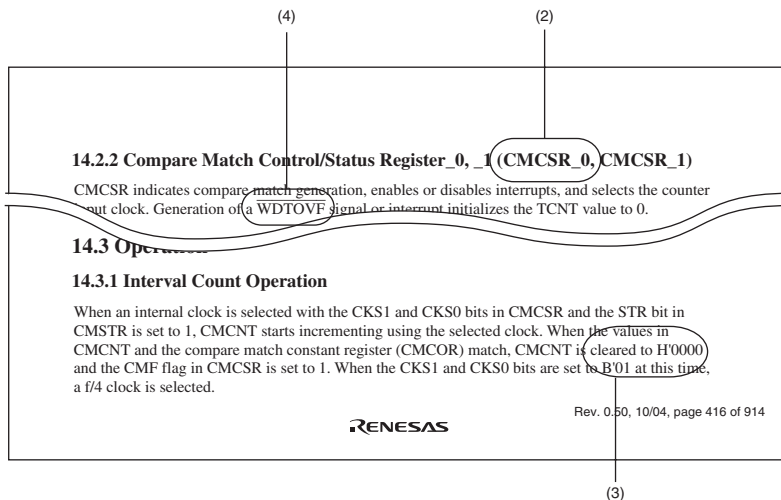 (4) (2)
14.2.2 Compare Match Control/Status Register_0, _1 (CMCSR_0, CMCSR_1)
CMCSR indicates compare match generation, enables or disables interrupts, and selects the counter
input clock. Generation of a WDTOVF signal or interrupt initializes the TCNT value to 0.
14.3 Operation
14.3.1 Interval Count Operation
When an internal clock is selected with the CKS1 and CKS0 bits in CMCSR and the STR bit in
CMSTR is set to 1, CMCNT starts incrementing using the selected clock. When the values in
CMCNT and the compare match constant register (CMCOR) match, CMCNT is cleared to H'0000
and the CMF flag in CMCSR is set to 1. When the CKS1 and CKS0 bits are set to B'01 at this time,
a f/4 clock is selected.
Rev. 0.50, 10/04, page 416 of 914
RENESAS
(3)